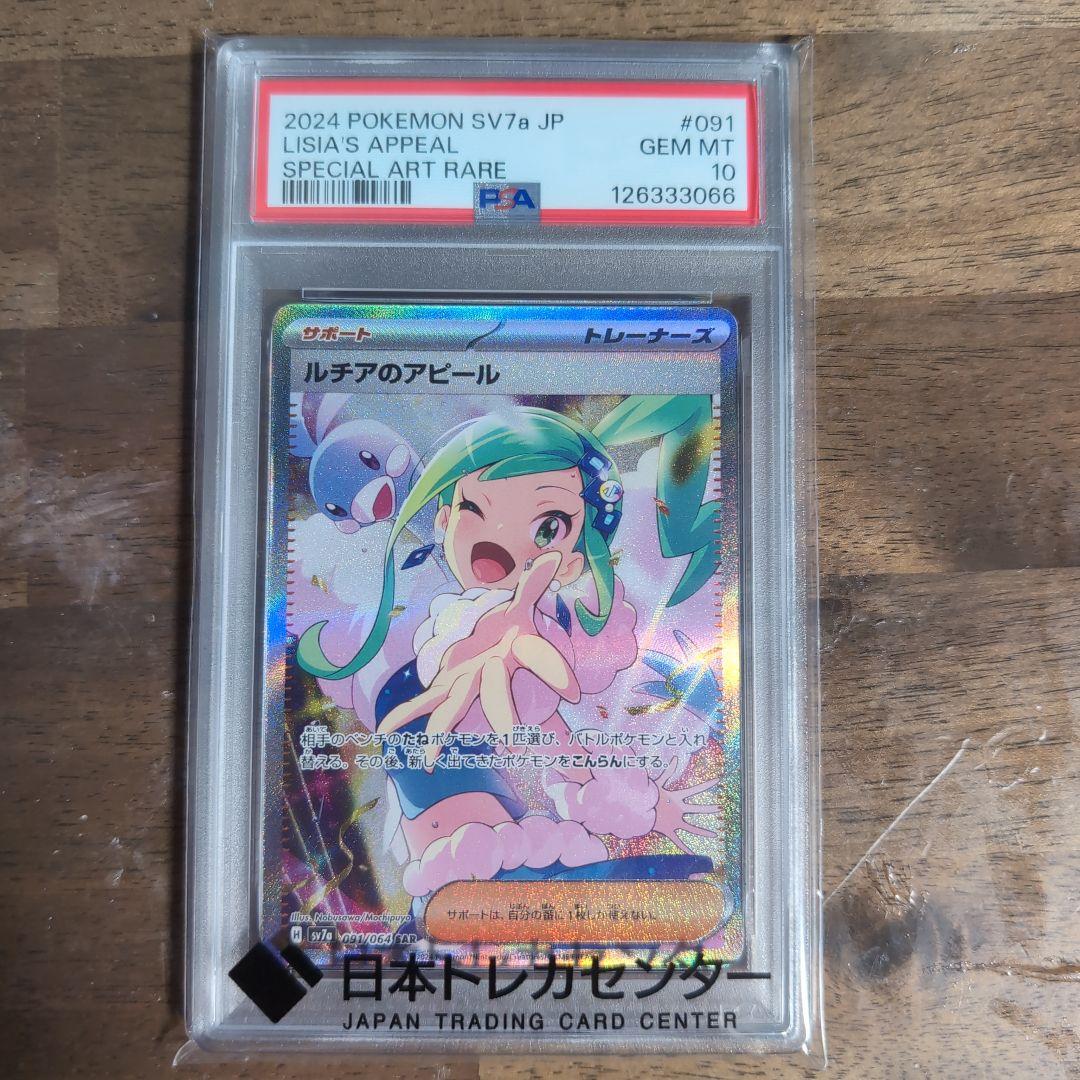 2024 POKEMON SV7a JP #091
LISIA'S APPEAL GEM MT
SPECIAL ART RARE 10
PSA 126333066
サポート トレーナーズ
ルチアのアピール
相手のベンチのたねポケモンを1匹選び、バトルポケモンと入れ
替える。その後、新しく出てきたポケモンをこんらんにする。
サポートは、自分の番に1枚しか使えない。
Illus. Nobusawa/Mochipuyo
H sv7a 091/064 SAR
日本トレカセンター
JAPAN TRADING CARD CENTER